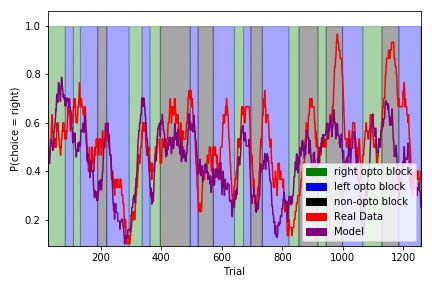 1.0
0.8
0.6
0.4
0.2
P(choice = right)
200
400
600
800
1000
1200
Trial
right opto block
left opto block
non-opto block
Real Data
Model